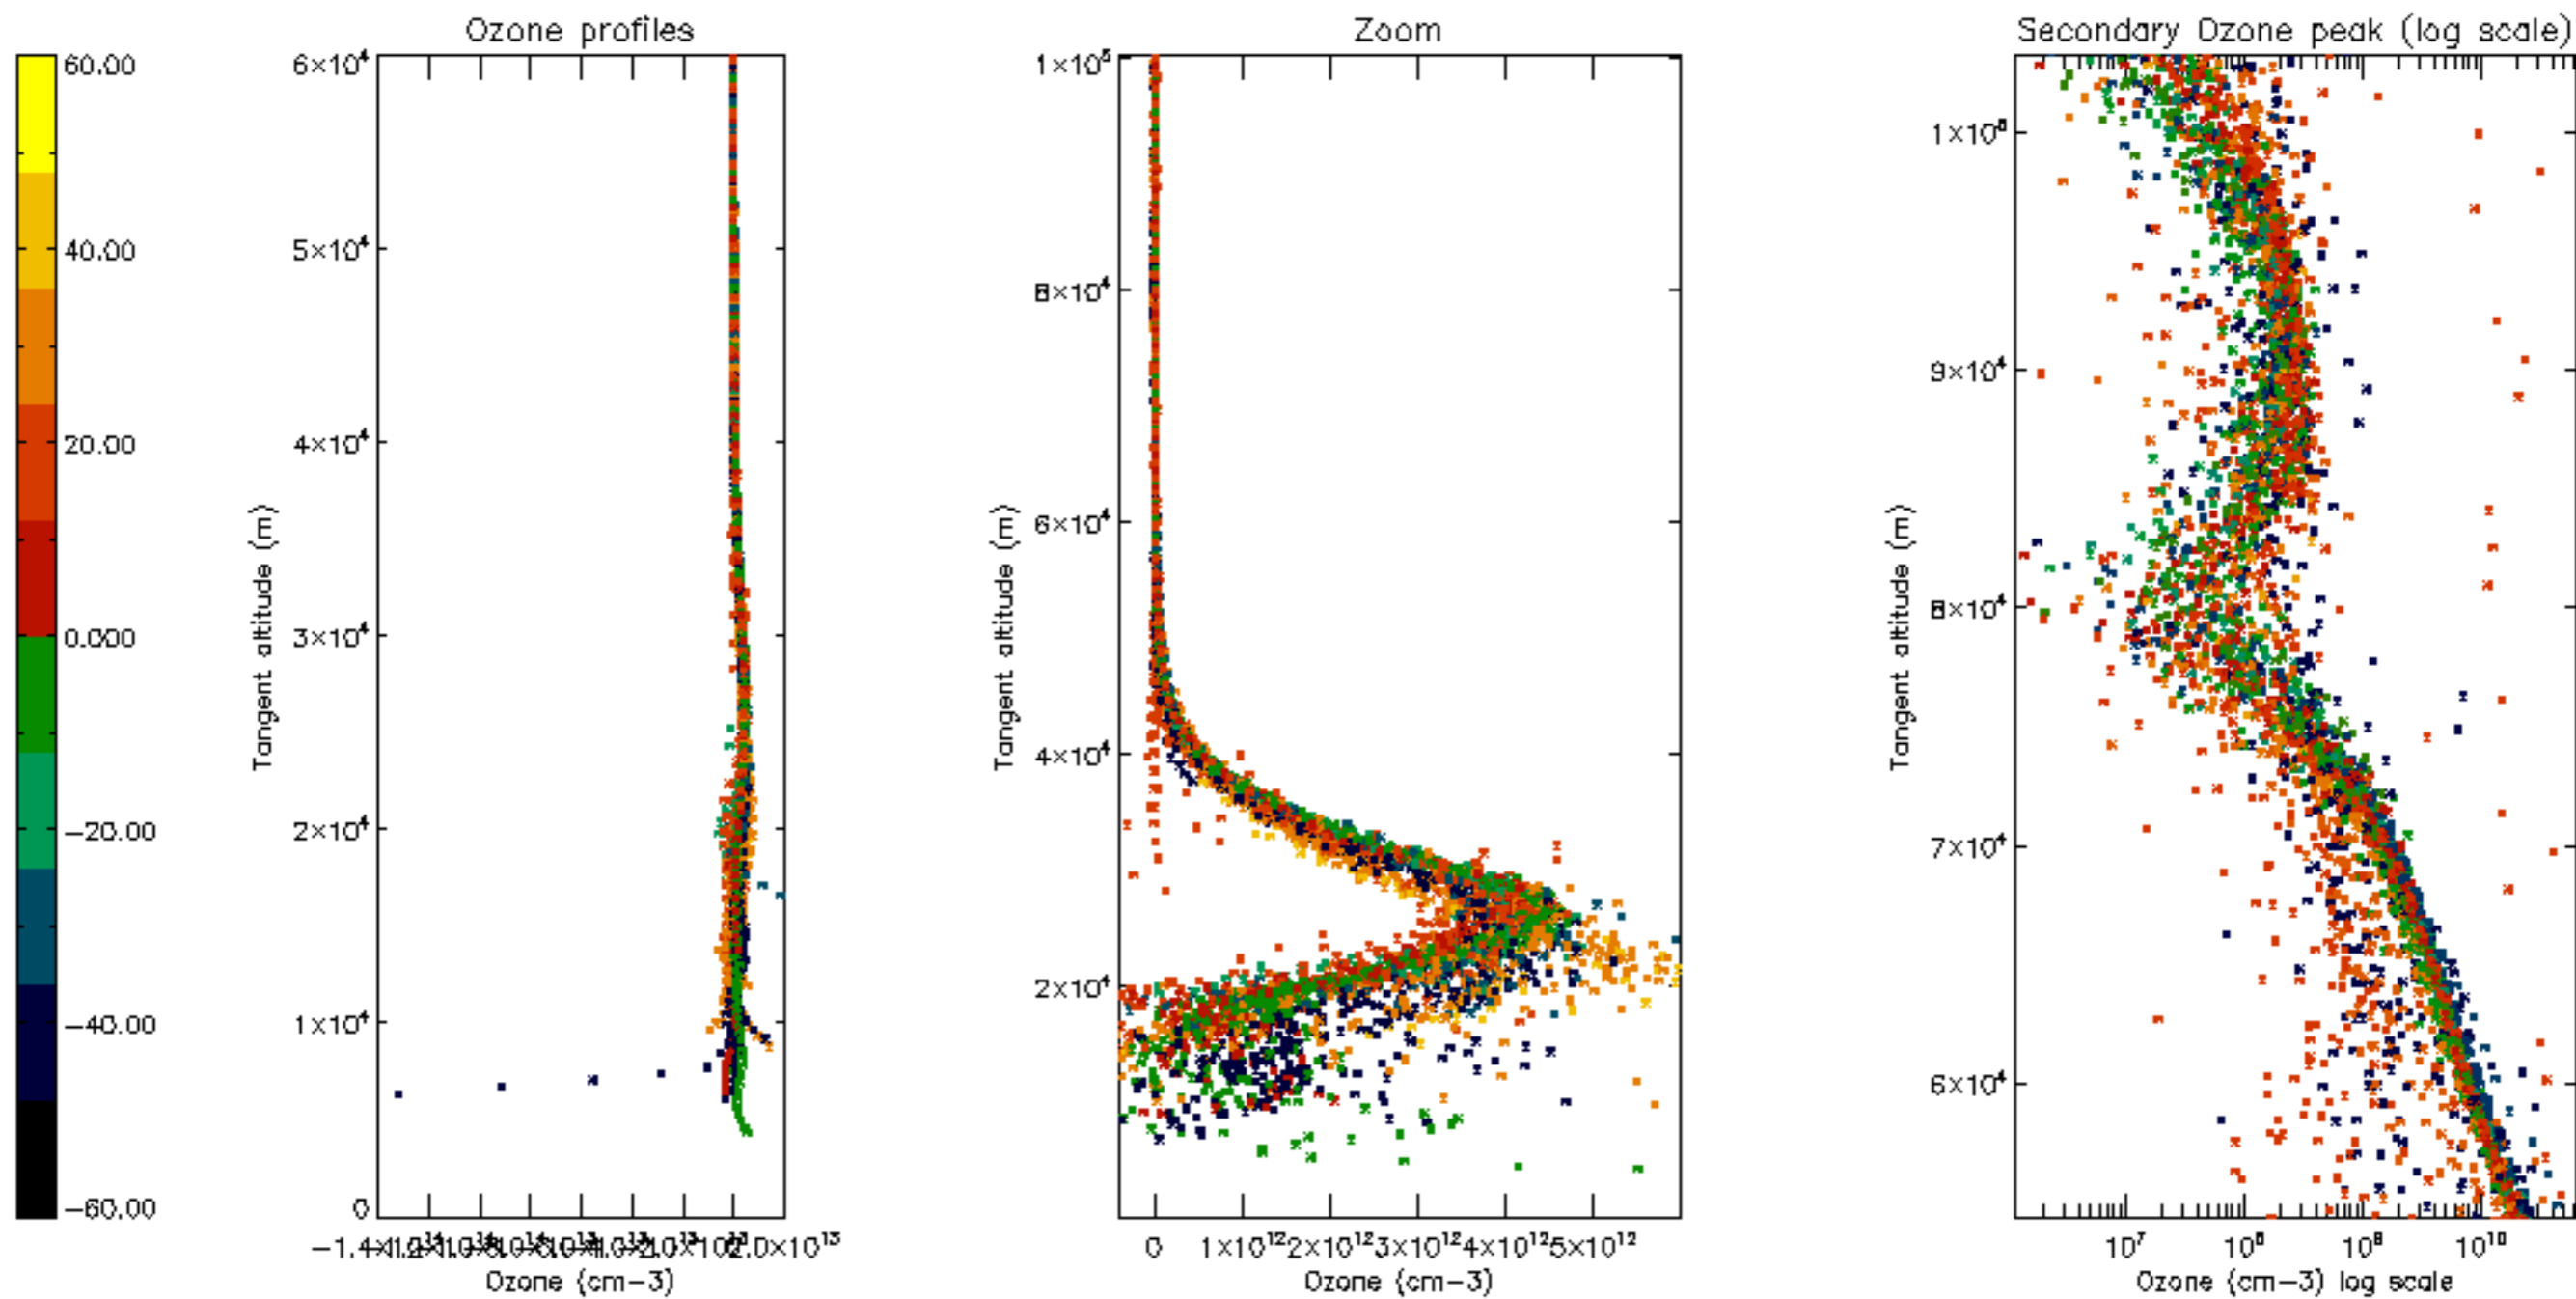 Ozone profiles
Zoom
Secondary Ozone peak (log scale)
60.00
40.00
20.00
0.000
−20.00
−40.00
−60.00
6×10⁴
5×10⁴
4×10⁴
3×10⁴
2×10⁴
1×10⁴
0
Tangent altitude (m)
2.0×10¹³
Ozone (cm−3)
1×10⁵
8×10⁴
6×10⁴
4×10⁴
2×10⁴
Tangent altitude (m)
0 1×10¹² 2×10¹² 3×10¹² 4×10¹² 5×10¹²
Ozone (cm−3)
9×10⁴
8×10⁴
7×10⁴
6×10⁴
Tangent altitude (m)
10⁷ 10⁸ 10⁹ 10¹⁰
Ozone (cm−3) log scale